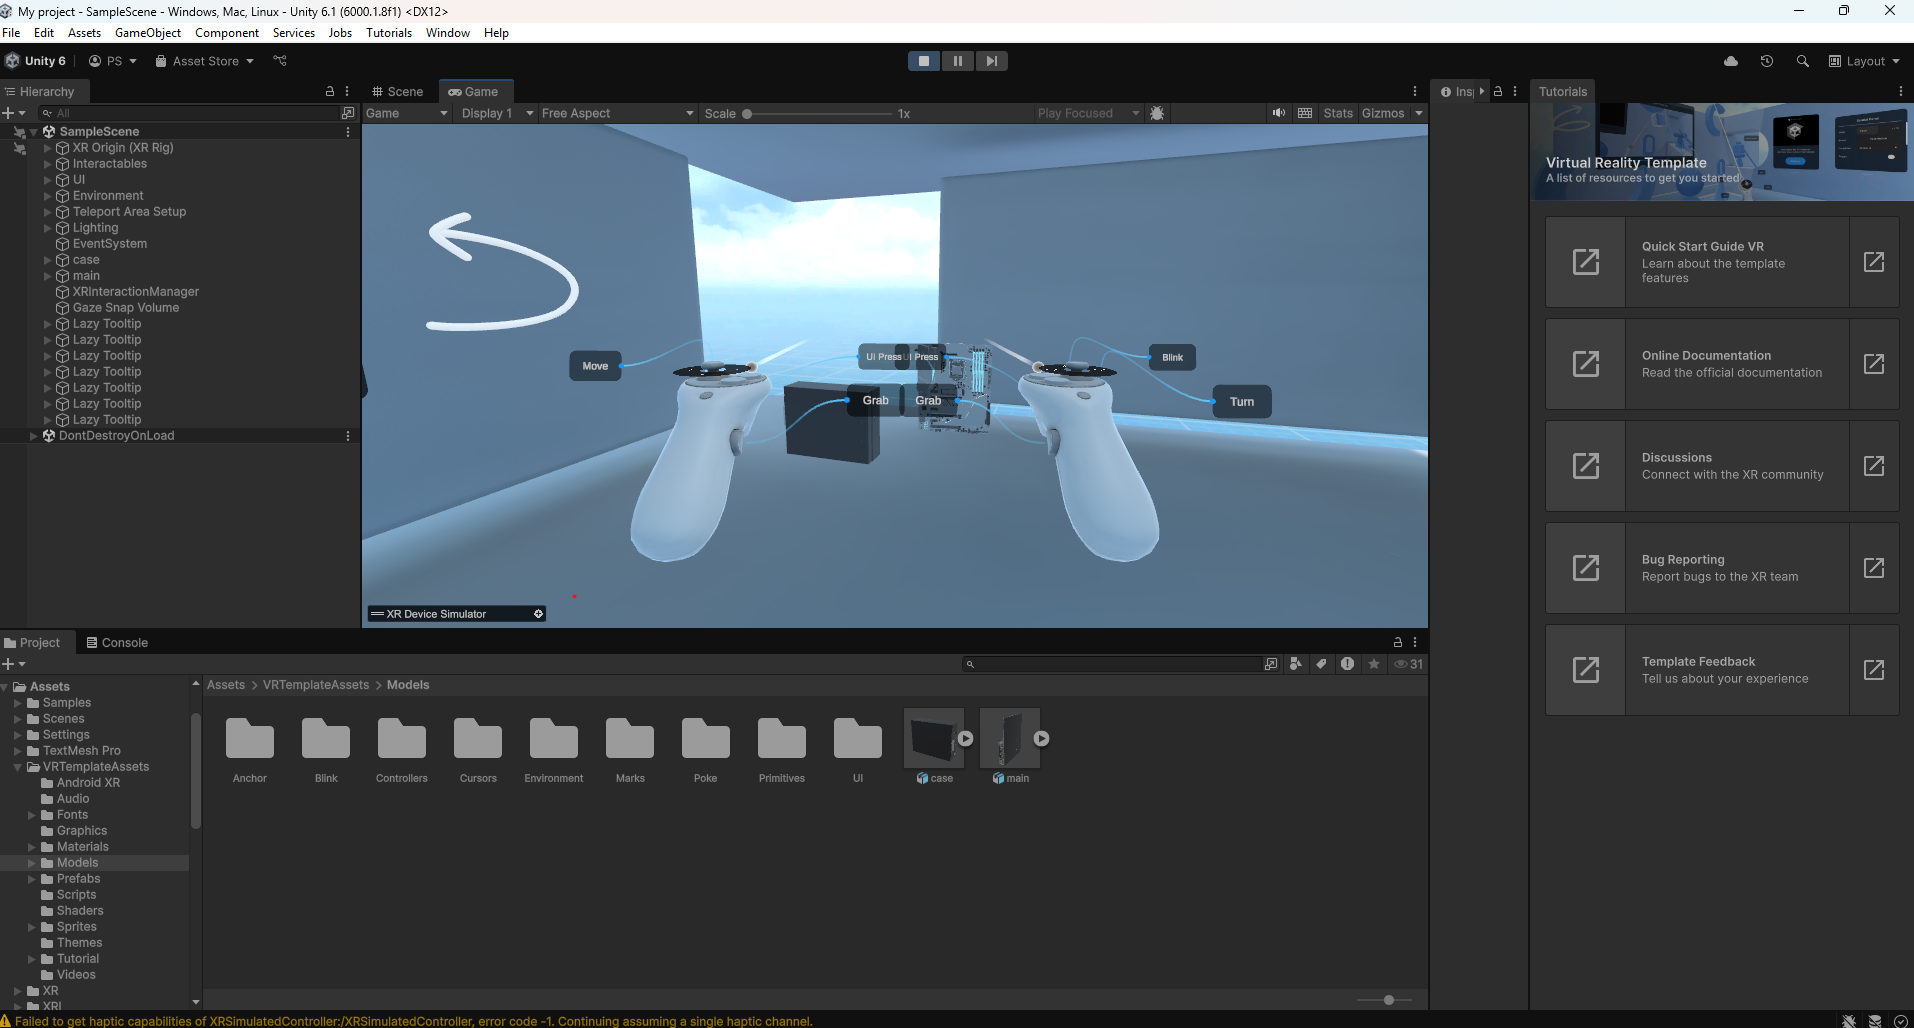 My project - SampleScene - Windows, Mac, Linux - Unity 6.1 (6000.1.8f1) <DX12>
File Edit Assets GameObject Component Services Jobs Tutorials Window Help
Unity 6 PS Asset Store Layout
Hierarchy
All
SampleScene
XR Origin (XR Rig)
Interactables
UI
Environment
Teleport Area Setup
Lighting
EventSystem
case
main
XRInteractionManager
Gaze Snap Volume
Lazy Tooltip
Lazy Tooltip
Lazy Tooltip
Lazy Tooltip
Lazy Tooltip
Lazy Tooltip
Lazy Tooltip
DontDestroyOnLoad
Scene Game
Game Display 1 Free Aspect Scale 1x Play Focused Stats Gizmos
Move
UI Press
UI Press
Blink
Grab
Grab
Turn
XR Device Simulator
Ins
Tutorials
Virtual Reality Template
A list of resources to get you started
Quick Start Guide VR
Learn about the template
features
Online Documentation
Read the official documentation
Discussions
Connect with the XR community
Bug Reporting
Report bugs to the XR team
Template Feedback
Tell us about your experience
Project Console
31
Assets
Samples
Scenes
Settings
TextMesh Pro
VRTemplateAssets
Android XR
Audio
Fonts
Graphics
Materials
Models
Prefabs
Scripts
Shaders
Sprites
Themes
Tutorial
Videos
XR
XRI
Assets > VRTemplateAssets > Models
Anchor Blink Controllers Cursors Environment Marks Poke Primitives UI case main
Failed to get haptic capabilities of XRSimulatedController:/XRSimulatedController, error code -1. Continuing assuming a single haptic channel.